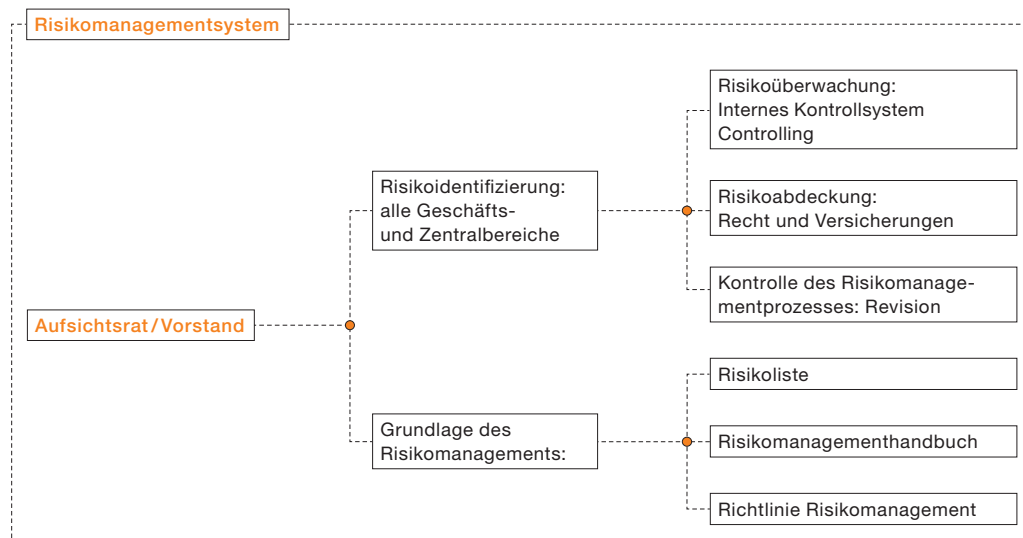 Risikomanagementsystem
Risikoüberwachung:
Internes Kontrollsystem
Controlling
Risikoidentifizierung:
alle Geschäfts-
und Zentralbereiche
Risikoabdeckung:
Recht und Versicherungen
Kontrolle des Risikomanage-
mentprozesses: Revision
Aufsichtsrat/Vorstand
Risikoliste
Grundlage des
Risikomanagements:
Risikomanagementhandbuch
Richtlinie Risikomanagement